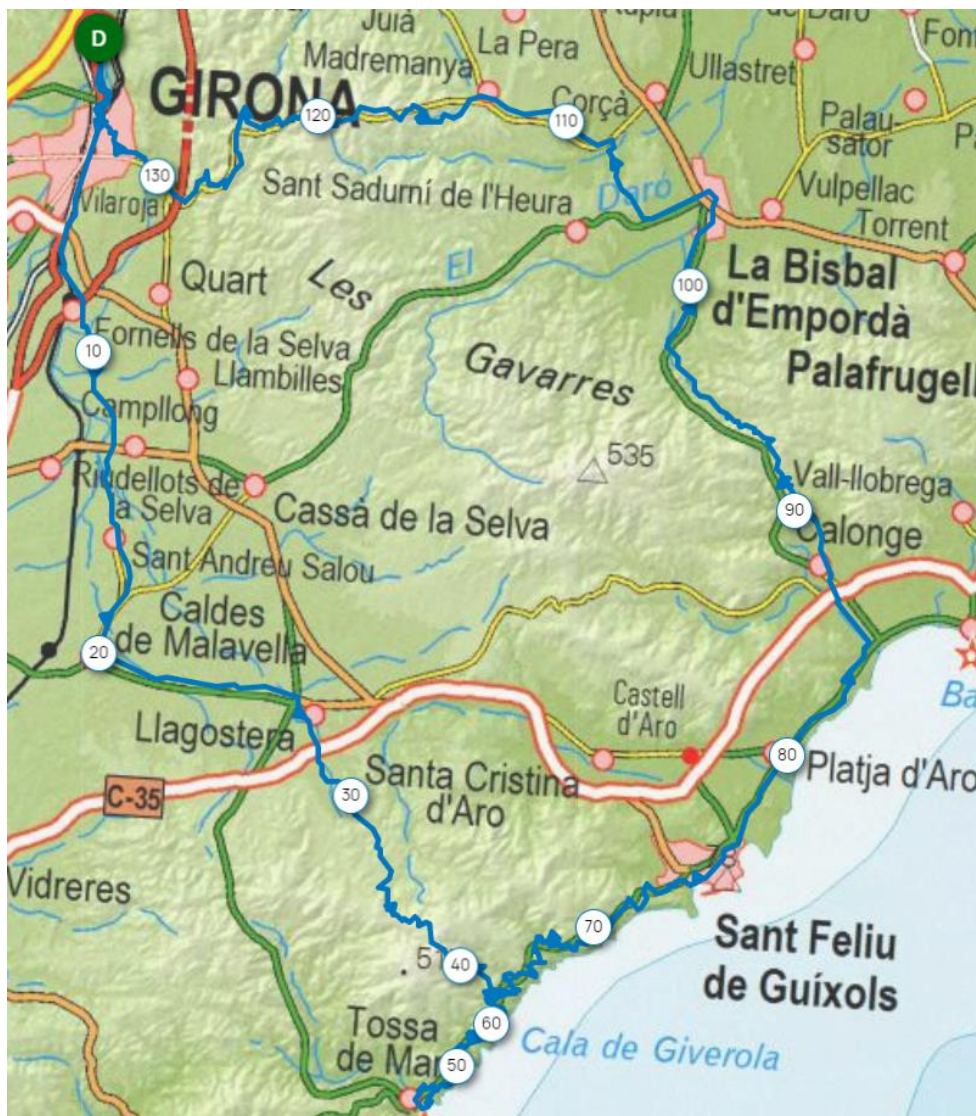 D
Juià
de Daró
Font
Madremanya
La Pera
Ullastret
GIRONA
120
Corçà
110
Palau-
sator
130
Vilaroja
Sant Sadurní de l'Heura
Daró
Vulpellac
Torrent
El
Quart
Les
La Bisbal
d'Empordà
100
10
Fornells de la Selva
Llambilles
Gavarres
Palafrugell
Campllong
535
Riudellots de
la Selva
Cassà de la Selva
Vall-llobrega
90
Calonge
Sant Andreu Salou
Caldes
de Malavella
20
Castell
d'Aro
Llagostera
80
Platja d'Aro
C-35
30
Santa Cristina
d'Aro
Vidreres
70
Sant Feliu
de Guíxols
40
60
Tossa
de Mar
50
Cala de Giverola